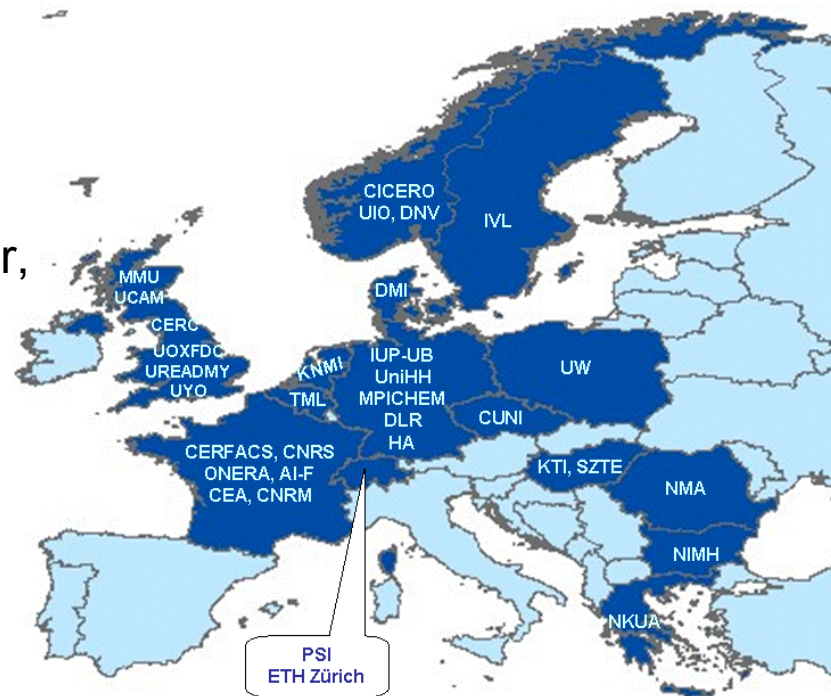 r,
CICERO
UIO, DNV
IVL
MMU
UCAM
DMI
CERC
UOXFDC
UREADMY
UYO
KNMI
TML
IUP-UB
UniHH
MPICHEM
DLR
HA
UW
CUNI
CERFACS, CNRS
ONERA, AI-F
CEA, CNRM
KTI, SZTE
NMA
NIMH
NKUA
PSI
ETH Zürich